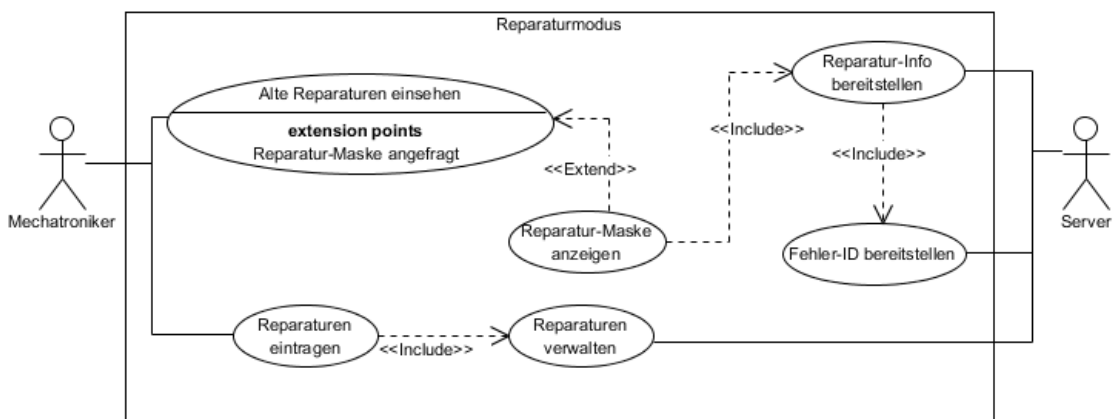 Reparaturmodus
Alte Reparaturen einsehen
extension points
Reparatur-Maske angefragt
Reparatur-Info
bereitstellen
<<Include>>
<<Include>>
<<Extend>>
Mechatroniker
Server
Reparatur-Maske
anzeigen
Fehler-ID bereitstellen
Reparaturen
eintragen
<<Include>>
Reparaturen
verwalten